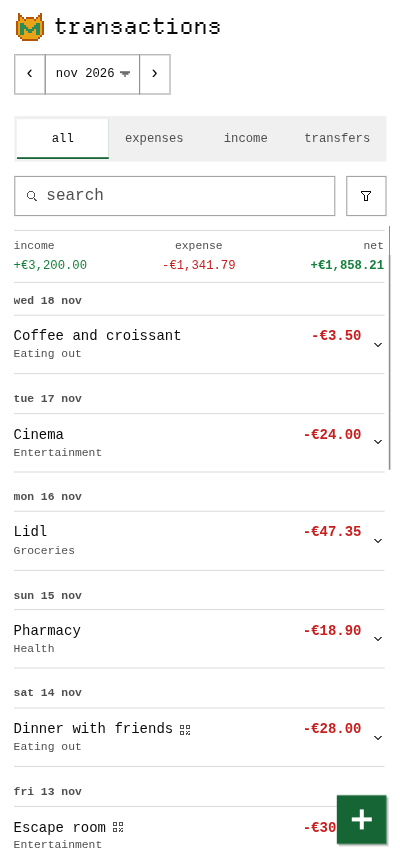 transactions
nov 2026
all expenses income transfers
search
income expense net
+€3,200.00 -€1,341.79 +€1,858.21
wed 18 nov
Coffee and croissant -€3.50
Eating out
tue 17 nov
Cinema -€24.00
Entertainment
mon 16 nov
Lidl -€47.35
Groceries
sun 15 nov
Pharmacy -€18.90
Health
sat 14 nov
Dinner with friends -€28.00
Eating out
fri 13 nov
Escape room -€30
Entertainment